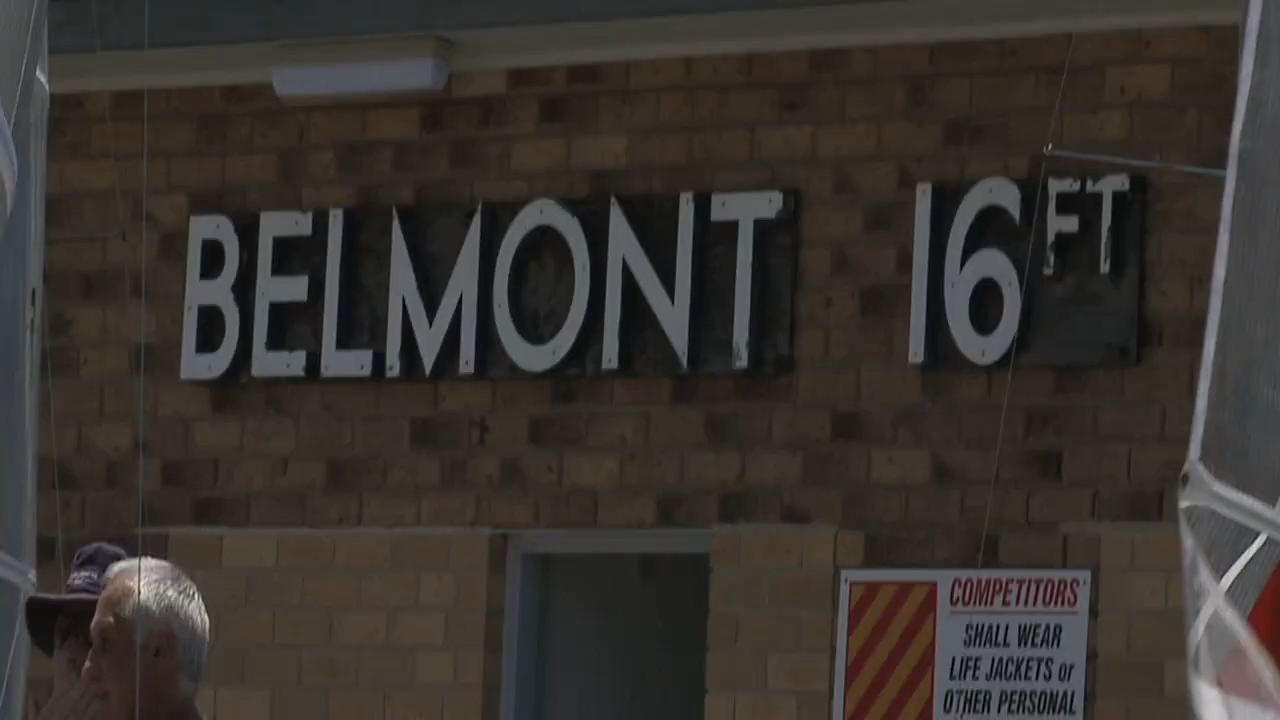 BELMONT 16FT
COMPETITORS
SHALL WEAR
LIFE JACKETS or
OTHER PERSONAL